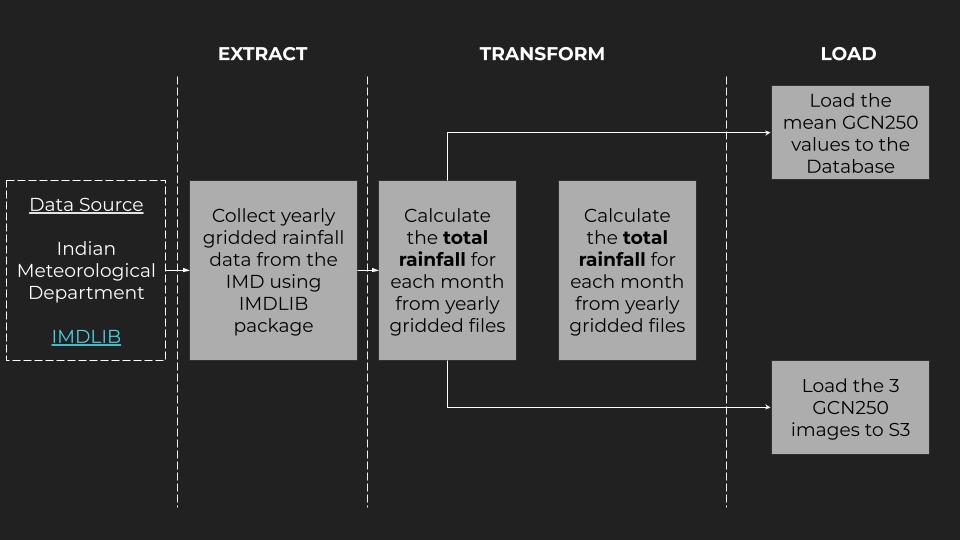 EXTRACT
TRANSFORM
LOAD
Data Source
Indian
Meteorological
Department
IMDLIB
Collect yearly
gridded rainfall
data from the
IMD using
IMDLIB
package
Calculate
the total
rainfall for
each month
from yearly
gridded files
Calculate
the total
rainfall for
each month
from yearly
gridded files
Load the
mean GCN250
values to the
Database
Load the 3
GCN250
images to S3